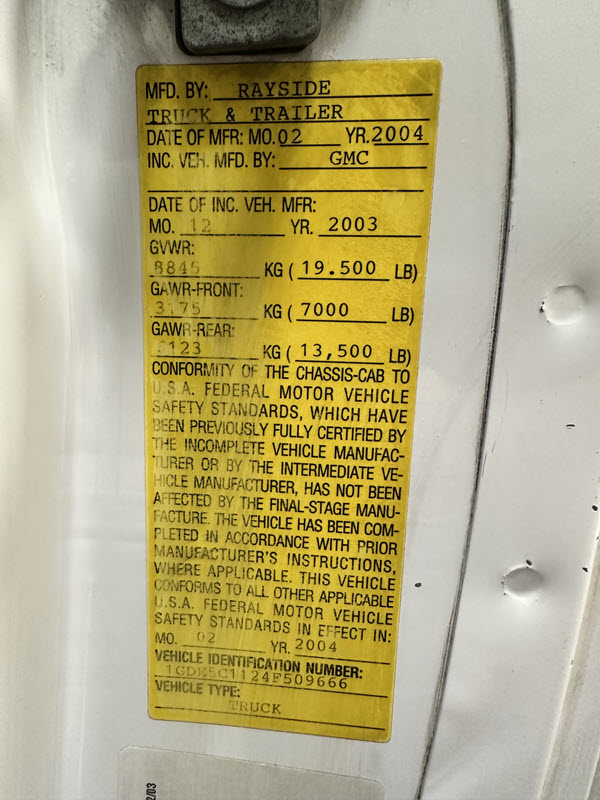 MFD. BY: RAYSIDE
TRUCK & TRAILER
DATE OF MFR: MO. 02 YR. 2004
INC. VEH. MFD. BY: GMC
DATE OF INC. VEH. MFR:
MO. 12 YR. 2003
GVWR:
8845 KG ( 19.500 LB)
GAWR-FRONT:
3175 KG ( 7000 LB)
GAWR-REAR:
6123 KG ( 13,500 LB)
CONFORMITY OF THE CHASSIS-CAB TO
U.S.A. FEDERAL MOTOR VEHICLE
SAFETY STANDARDS, WHICH HAVE
BEEN PREVIOUSLY FULLY CERTIFIED BY
THE INCOMPLETE VEHICLE MANUFAC-
TURER OR BY THE INTERMEDIATE VE-
HICLE MANUFACTURER, HAS NOT BEEN
AFFECTED BY THE FINAL-STAGE MANU-
FACTURE. THE VEHICLE HAS BEEN COM-
PLETED IN ACCORDANCE WITH PRIOR
MANUFACTURER'S INSTRUCTIONS,
WHERE APPLICABLE. THIS VEHICLE
CONFORMS TO ALL OTHER APPLICABLE
U.S.A. FEDERAL MOTOR VEHICLE
SAFETY STANDARDS IN EFFECT IN:
MO. 02 YR. 2004
VEHICLE IDENTIFICATION NUMBER:
1GDE5C1124F509666
VEHICLE TYPE:
TRUCK